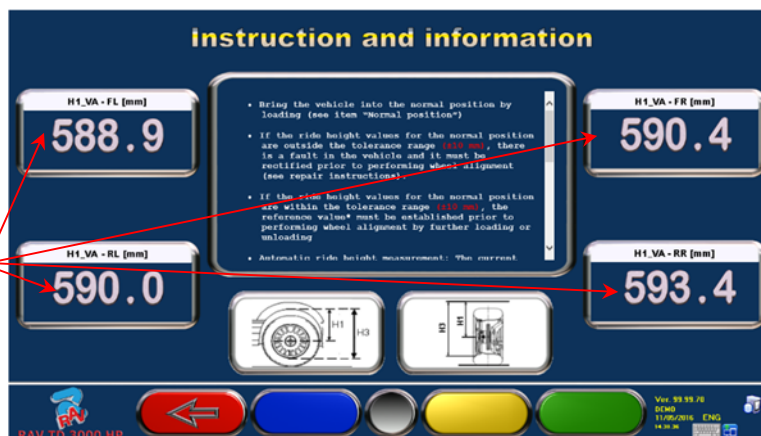 Instruction and information
H1_VA - FL [mm]
588.9
H1_VA - FR [mm]
590.4
H1_VA - RL [mm]
590.0
H1_VA - RR [mm]
593.4
• Bring the vehicle into the normal position by
loading (see item "Normal position")
• If the ride height values for the normal position
are outside the tolerance range (±10 mm), there
is a fault in the vehicle and it must be
rectified prior to performing wheel alignment
(see repair instructions).
• If the ride height values for the normal position
are within the tolerance range (±10 mm), the
reference value* must be established prior to
performing wheel alignment by further loading or
unloading
• Automatic ride height measurement: The current
H1
H3
H3
H1
RAV
RAV TD 3000 HP
Ver. 99.99.70
DEMO
11/05/2016 ENG